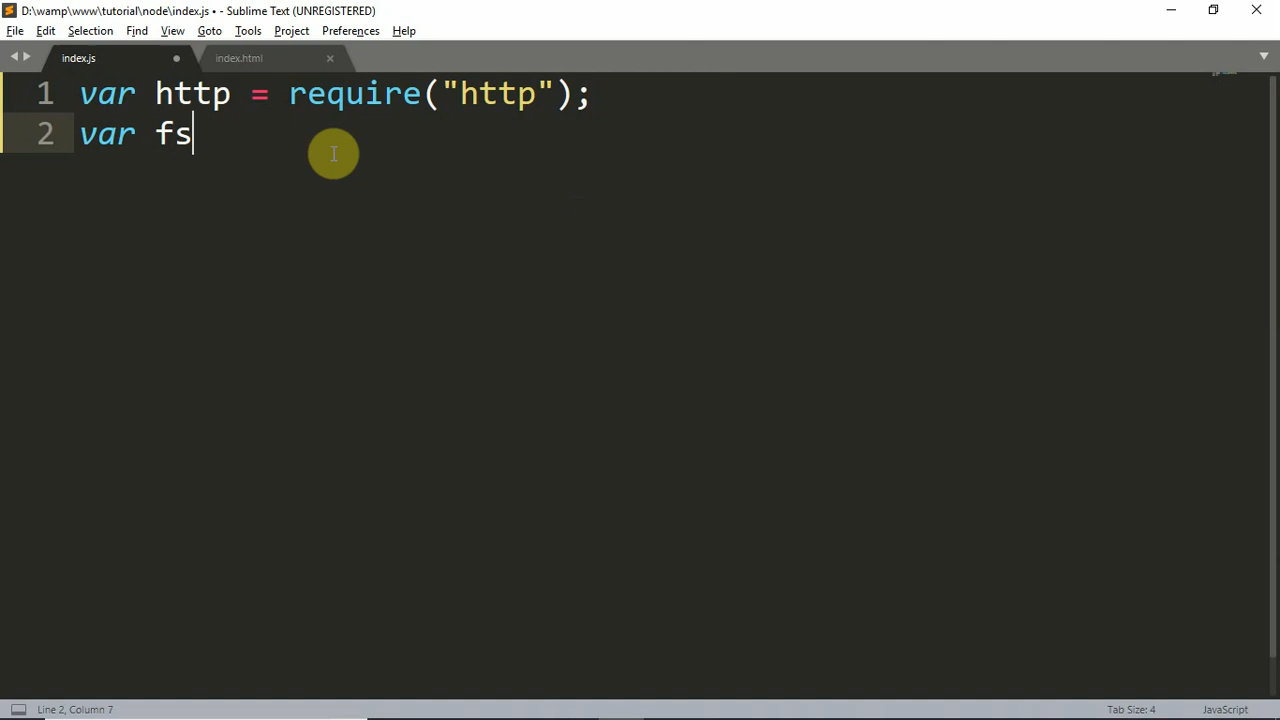 D:\wamp\www\tutorial\node\index.js • - Sublime Text (UNREGISTERED)
File Edit Selection Find View Goto Tools Project Preferences Help
index.js index.html
1 var http = require("http");
2 var fs
Line 2, Column 7 Tab Size: 4 JavaScript